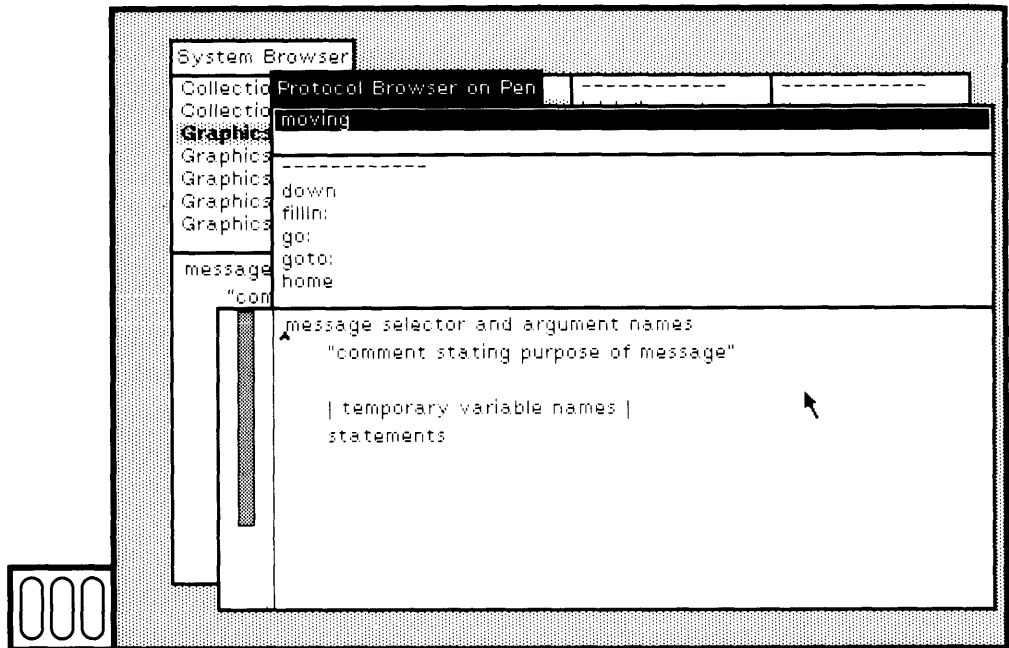 System Browser
Collectio
Protocol Browser on Pen
------------- -------------
Collectio
moving
Graphics
Graphics
Graphics
Graphics
Graphics
-------------
down
fillIn:
go:
goto:
home
message
"com
message selector and argument names
"comment stating purpose of message"
| temporary variable names |
statements